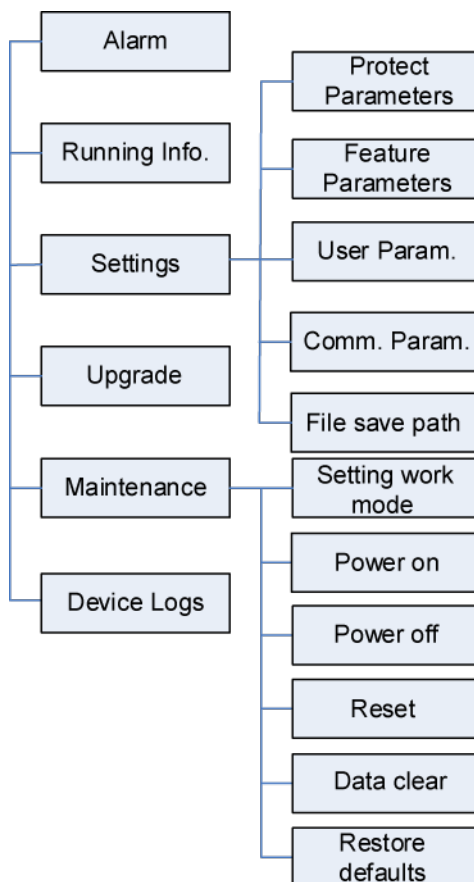 Alarm
Running Info.
Settings
Upgrade
Maintenance
Device Logs
Protect
Parameters
Feature
Parameters
User Param.
Comm. Param.
File save path
Setting work
mode
Power on
Power off
Reset
Data clear
Restore
defaults